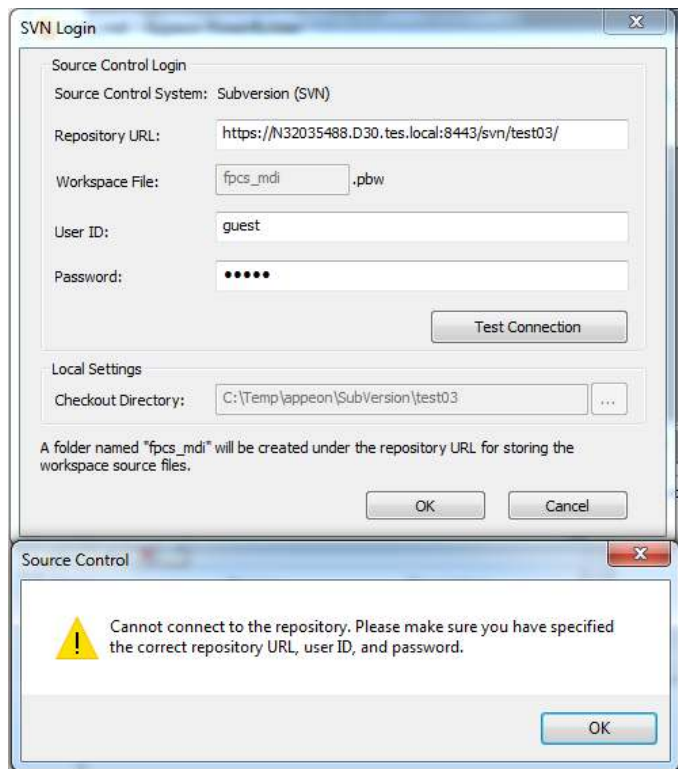 SVN Login
Source Control Login
Source Control System: Subversion (SVN)
Repository URL: https://N32035488.D30.tes.local:8443/svn/test03/
Workspace File: fpcs_mdi .pbw
User ID: guest
Password: •••••
Test Connection
Local Settings
Checkout Directory: C:\Temp\appeon\SubVersion\test03 ...
A folder named "fpcs_mdi" will be created under the repository URL for storing the
workspace source files.
OK Cancel
Source Control
Cannot connect to the repository. Please make sure you have specified
the correct repository URL, user ID, and password.
OK